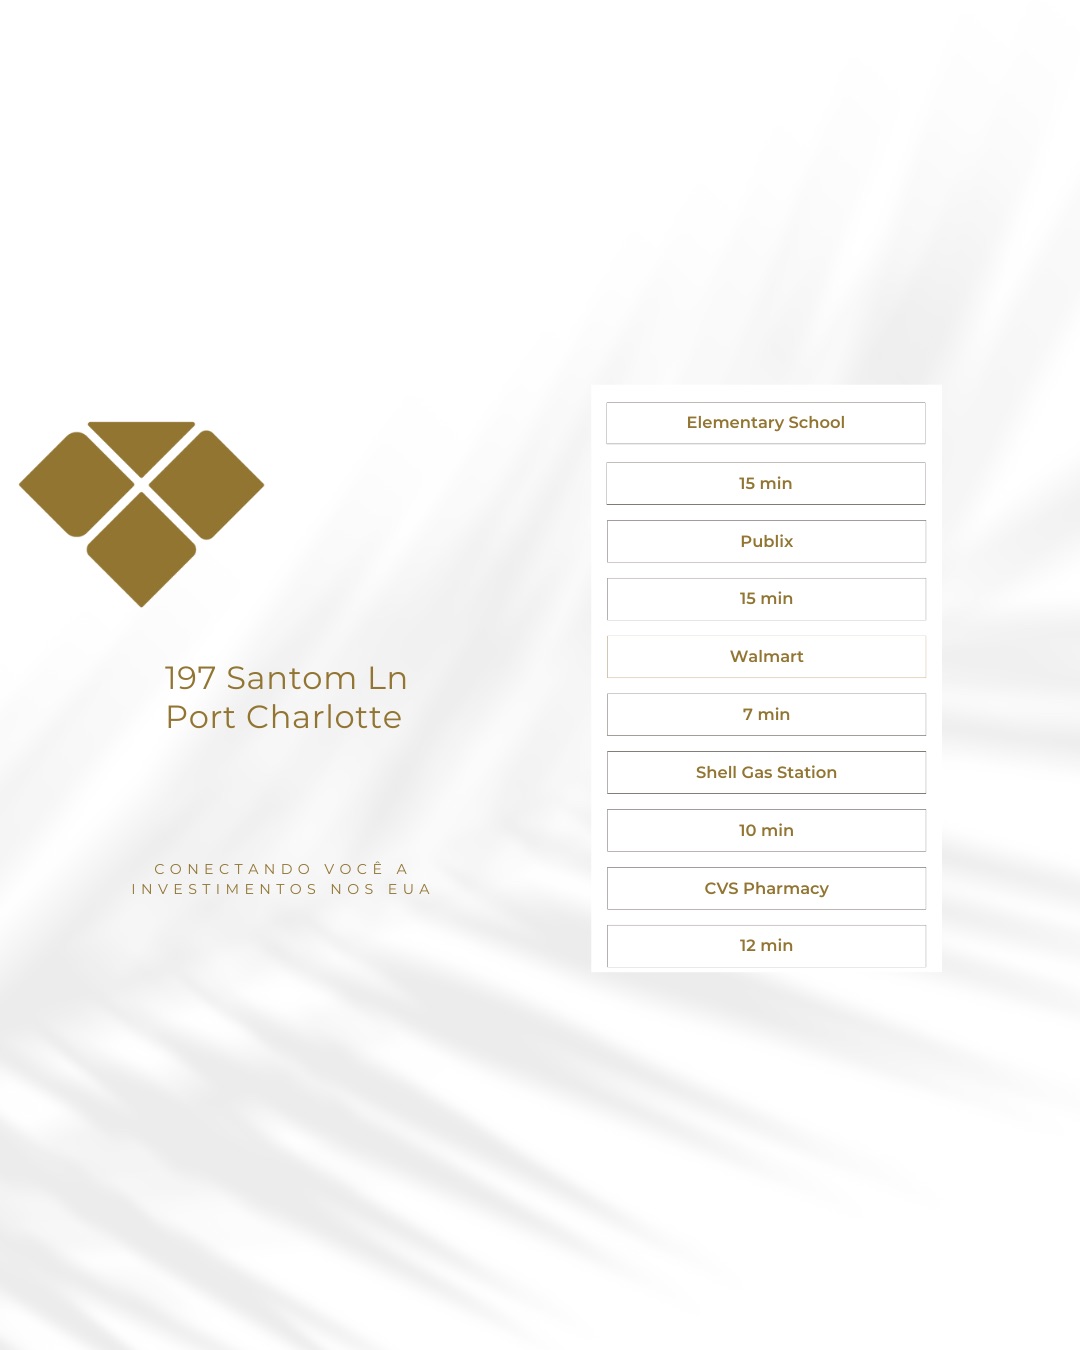 197 Santom Ln
Port Charlotte
CONECTANDO VOCÊ A
INVESTIMENTOS NOS EUA
Elementary School
15 min
Publix
15 min
Walmart
7 min
Shell Gas Station
10 min
CVS Pharmacy
12 min